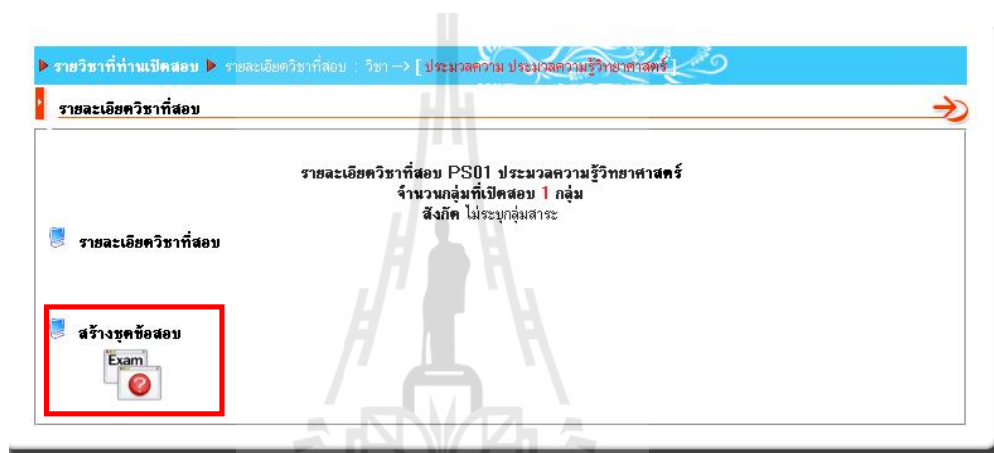 รายวิชาที่ท่านเปิดสอบ รายละเอียดวิชาที่สอบ : วิชา --> [ ประมวลความ ประมวลความรู้วิทยาศาสตร์ ]
รายละเอียดวิชาที่สอบ
รายละเอียดวิชาที่สอบ PS01 ประมวลความรู้วิทยาศาสตร์
จำนวนกลุ่มที่เปิดสอบ 1 กลุ่ม
สังกัด ไม่ระบุกลุ่มสาระ
รายละเอียดวิชาที่สอบ
สร้างชุดข้อสอบ
Exam
?